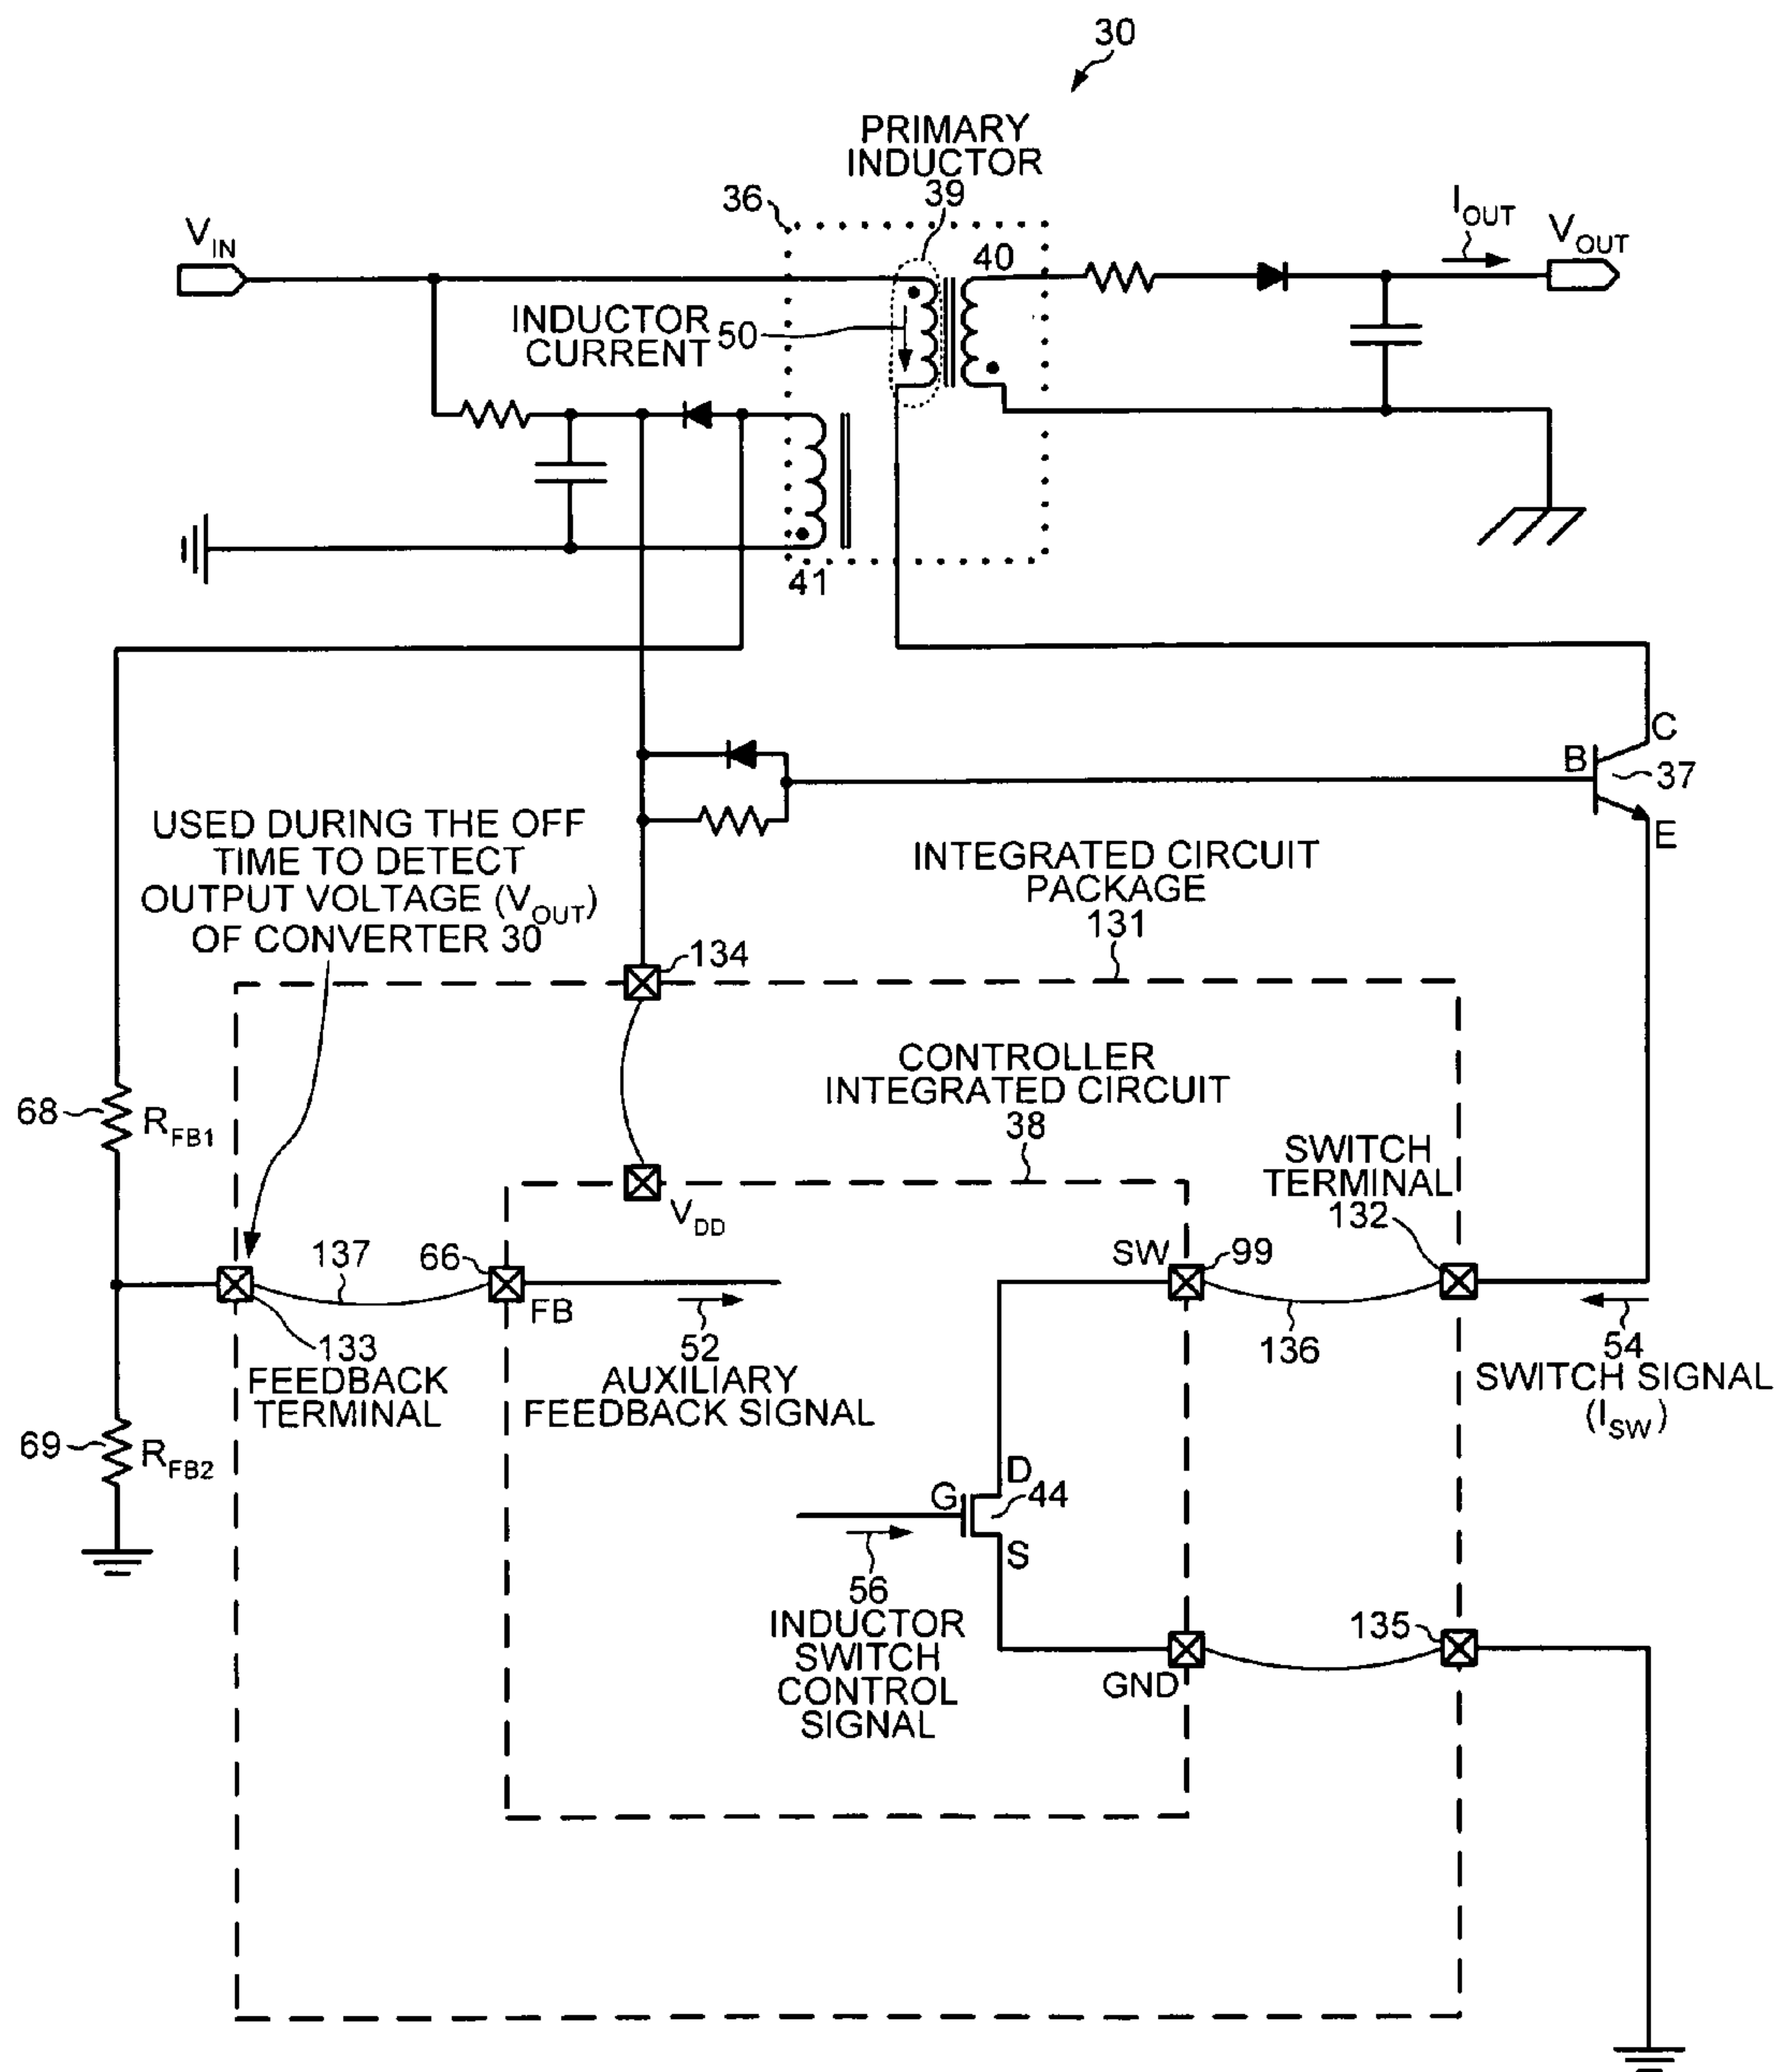 30
PRIMARY
INDUCTOR
39
36
V_IN
40
I_OUT
V_OUT
INDUCTOR
CURRENT
50
41
C
B
37
E
USED DURING THE OFF
TIME TO DETECT
OUTPUT VOLTAGE (V_OUT)
OF CONVERTER 30
INTEGRATED CIRCUIT
PACKAGE
131
134
CONTROLLER
INTEGRATED CIRCUIT
38
68
R_FB1
SWITCH
TERMINAL
132
V_DD
137
66
FB
SW
99
136
133
FEEDBACK
TERMINAL
52
AUXILIARY
FEEDBACK SIGNAL
54
SWITCH SIGNAL
(I_SW)
69
R_FB2
D
G
44
S
56
INDUCTOR
SWITCH
CONTROL
SIGNAL
135
GND